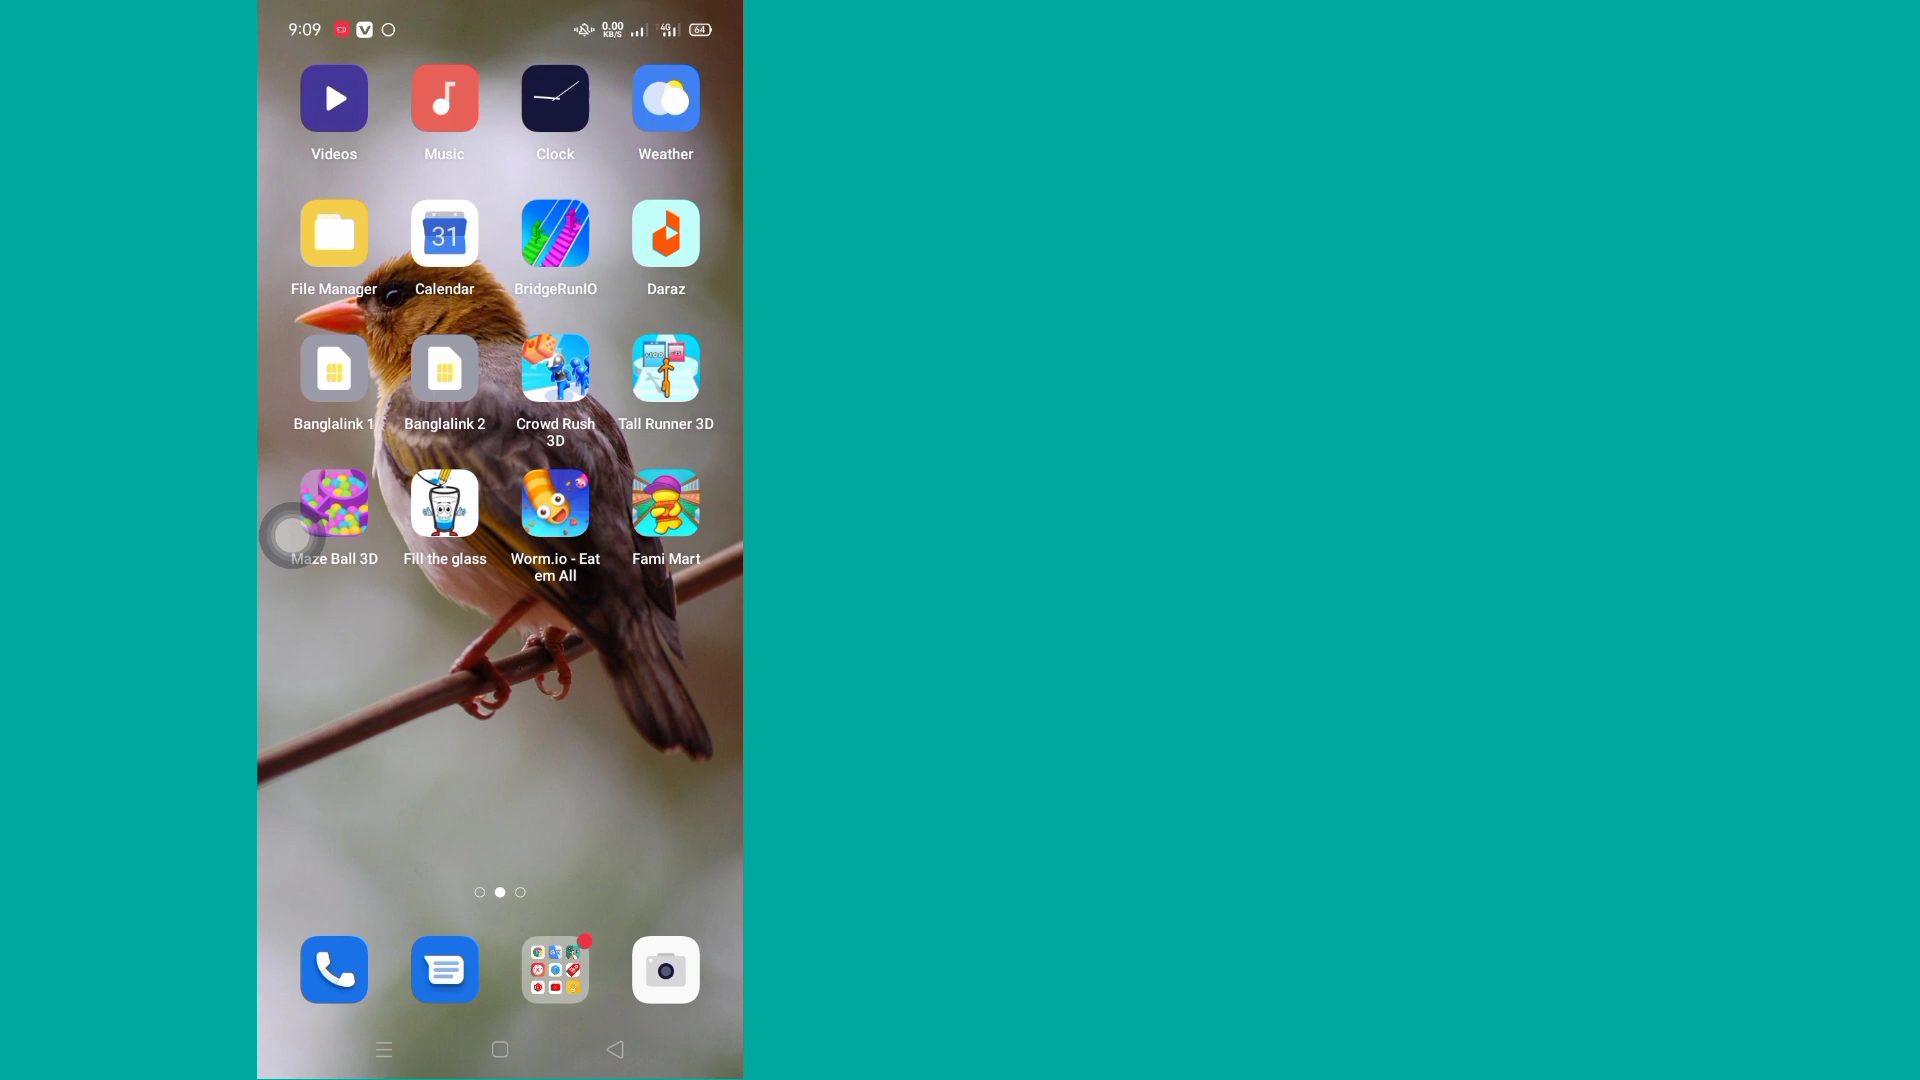 9:09
0.00
KB/S
4G
64
Videos
Music
Clock
Weather
31
File Manager
Calendar
BridgeRunIO
Daraz
Banglalink 1
Banglalink 2
Crowd Rush
3D
Tall Runner 3D
Maze Ball 3D
Fill the glass
Worm.io - Eat
em All
Fami Mart